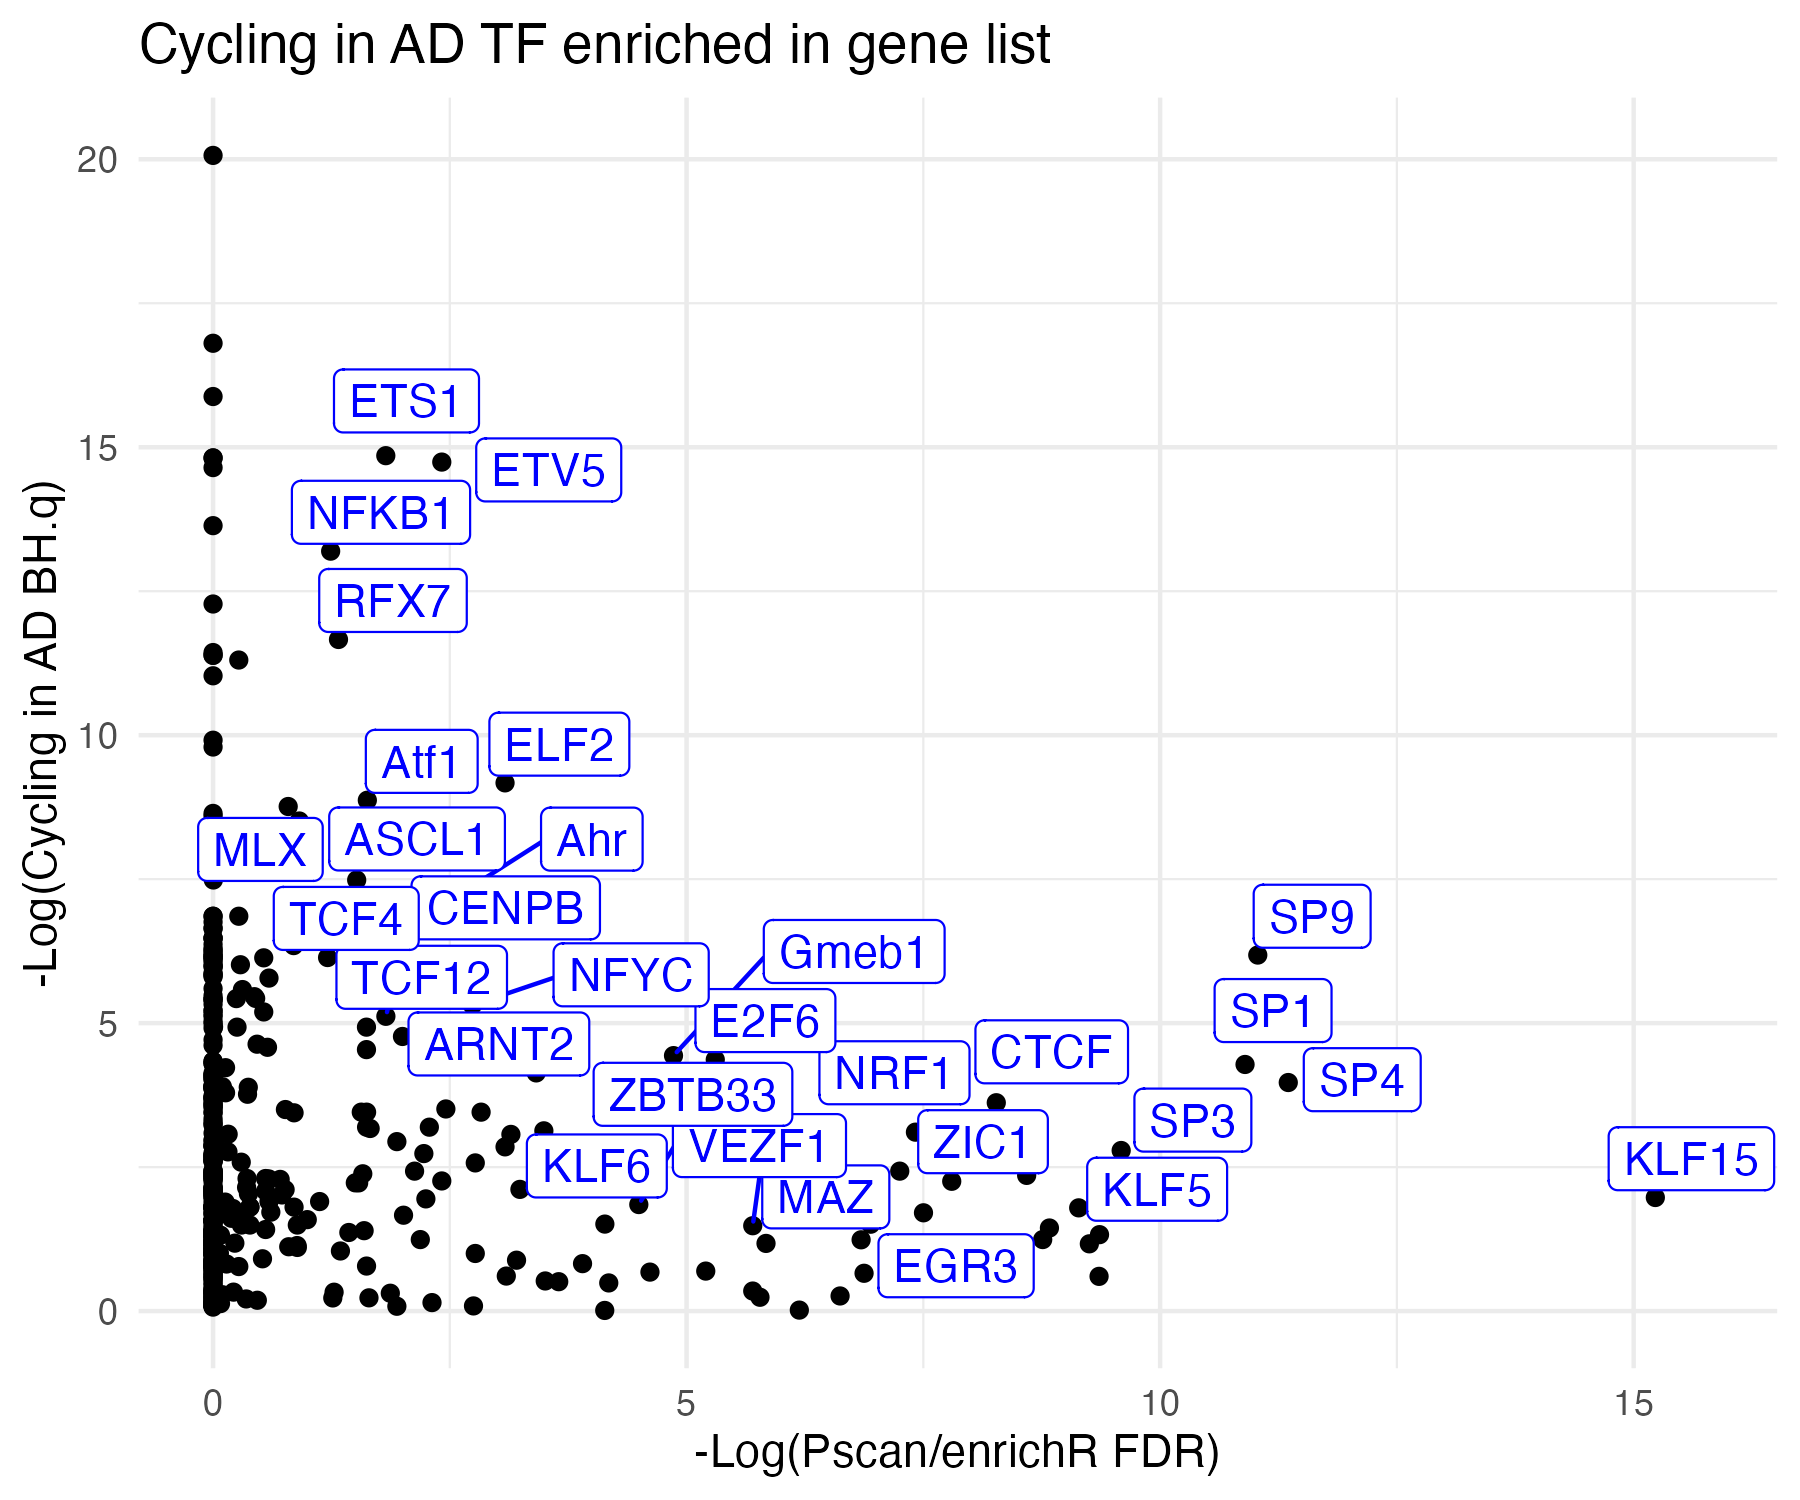 Cycling in AD TF enriched in gene list
-Log(Cycling in AD BH.q)
20
15
10
5
0
ETS1
ETV5
NFKB1
RFX7
ELF2
Atf1
ASCL1
Ahr
MLX
CENPB
TCF4
SP9
Gmeb1
NFYC
TCF12
SP1
E2F6
ARNT2
CTCF
NRF1
SP4
ZBTB33
SP3
ZIC1
VEZF1
KLF15
KLF6
KLF5
MAZ
EGR3
0
5
10
15
-Log(Pscan/enrichR FDR)